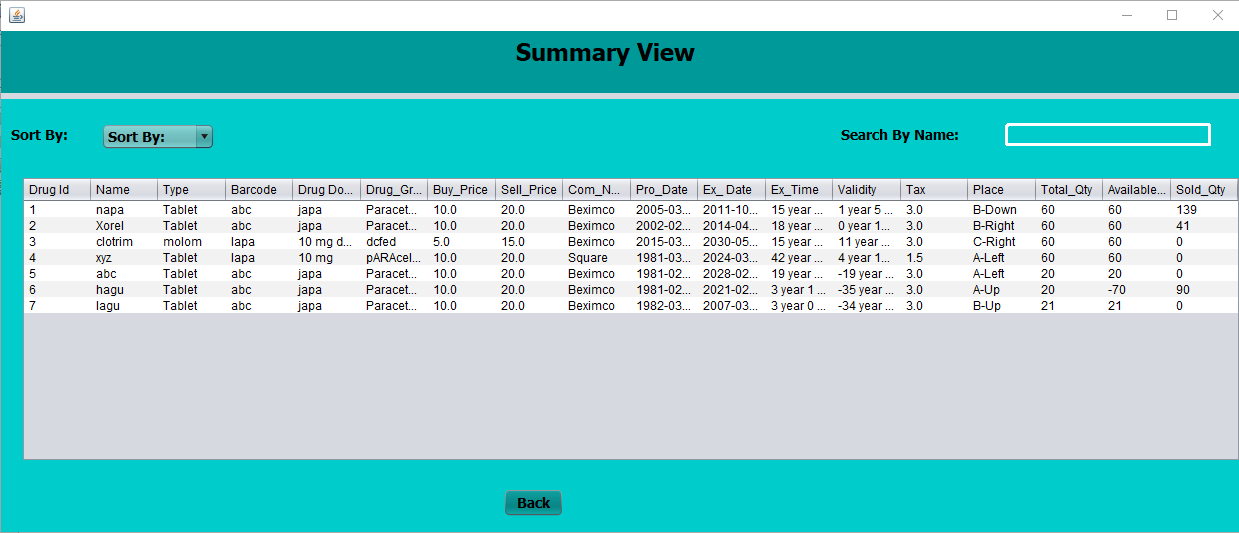 Summary View
Sort By: Sort By: Search By Name:
Drug Id Name Type Barcode Drug Do... Drug_Gr... Buy_Price Sell_Price Com_N... Pro_Date Ex_ Date Ex_Time Validity Tax Place Total_Qty Available... Sold_Qty
1 napa Tablet abc japa Paracet... 10.0 20.0 Beximco 2005-03... 2011-10... 15 year ... 1 year 5 ... 3.0 B-Down 60 60 139
2 Xorel Tablet abc japa Paracet... 10.0 20.0 Beximco 2002-02... 2014-04... 18 year ... 0 year 1... 3.0 B-Right 60 60 41
3 clotrim molom lapa 10 mg d... dcfed 5.0 15.0 Beximco 2015-03... 2030-05... 15 year ... 11 year ... 3.0 C-Right 60 60 0
4 xyz Tablet lapa 10 mg pARAcel... 10.0 20.0 Square 1981-03... 2024-03... 42 year ... 4 year 1... 1.5 A-Left 60 60 0
5 abc Tablet abc japa Paracet... 10.0 20.0 Beximco 1981-02... 2028-02... 19 year ... -19 year ... 3.0 A-Left 20 20 0
6 hagu Tablet abc japa Paracet... 10.0 20.0 Beximco 1981-02... 2021-02... 3 year 1 ... -35 year ... 3.0 A-Up 20 -70 90
7 lagu Tablet abc japa Paracet... 10.0 20.0 Beximco 1982-03... 2007-03... 3 year 0 ... -34 year ... 3.0 B-Up 21 21 0
Back